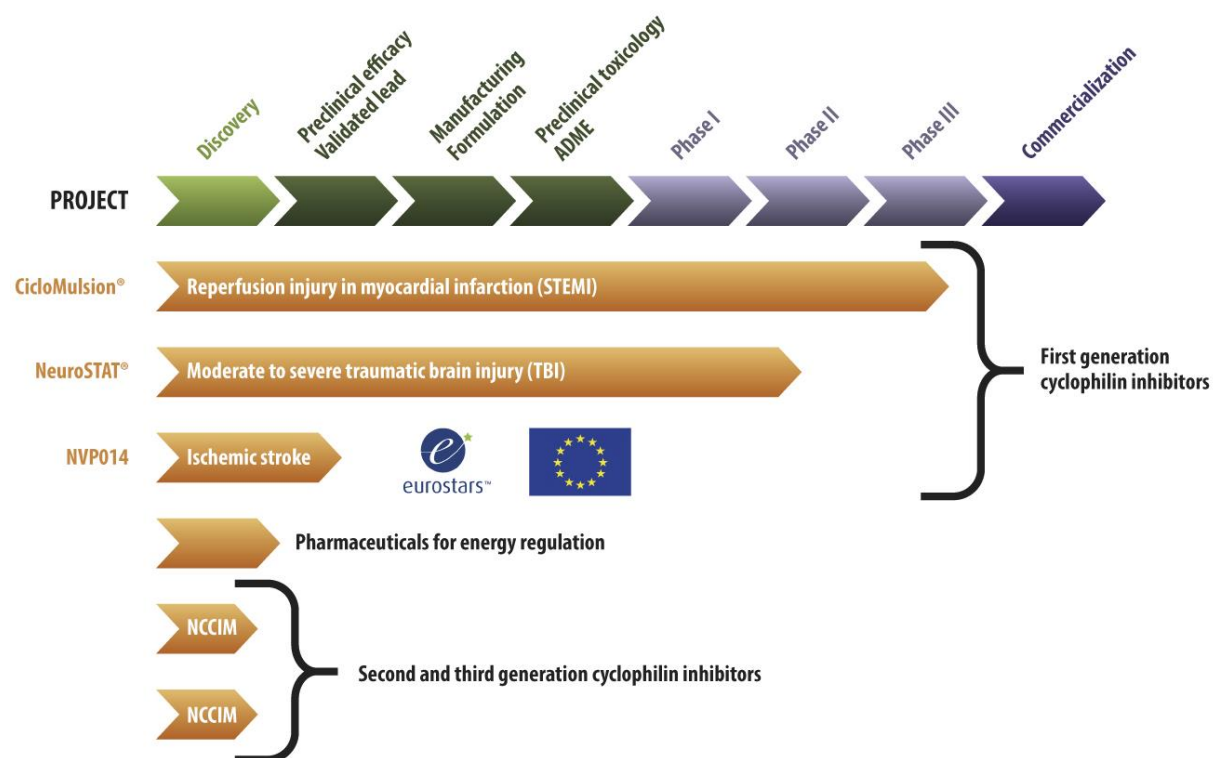 Discovery
Preclinical efficacy
Validated lead
Manufacturing
Formulation
Preclinical toxicology
ADME
Phase I
Phase II
Phase III
Commercialization
PROJECT
CicloMulsion®
Reperfusion injury in myocardial infarction (STEMI)
NeuroSTAT®
Moderate to severe traumatic brain injury (TBI)
First generation
cyclophilin inhibitors
NVP014
Ischemic stroke
e
eurostars™
Pharmaceuticals for energy regulation
NCCIM
Second and third generation cyclophilin inhibitors
NCCIM